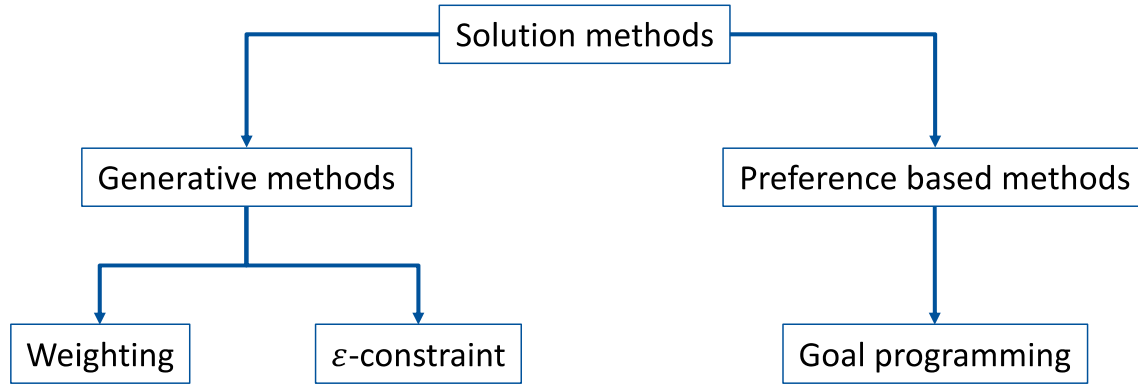 Solution methods
Generative methods
Preference based methods
Weighting
ε-constraint
Goal programming